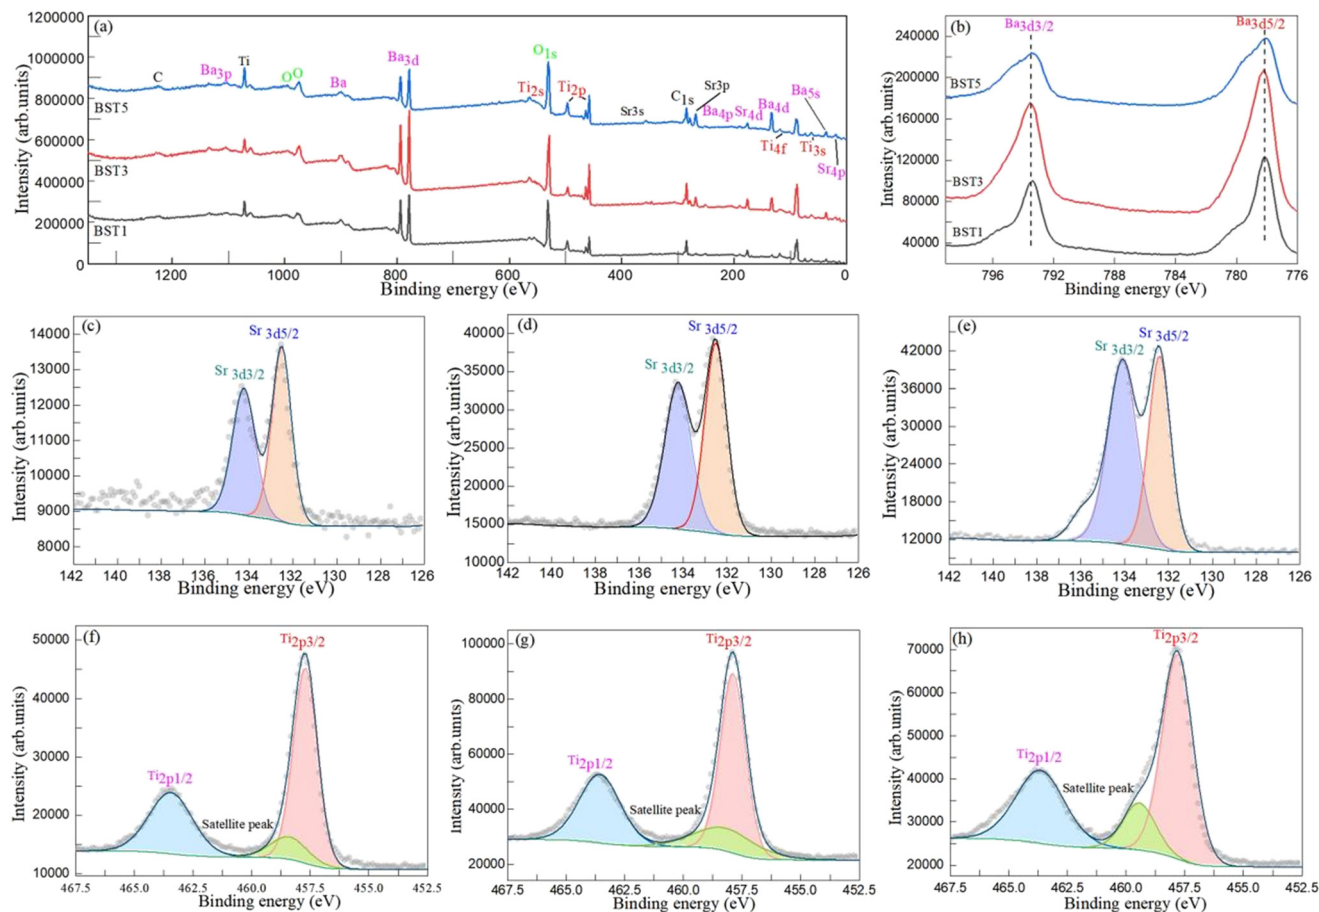 (a)
1200000
1000000
800000
600000
400000
200000
0
Intensity (arb.units)
C
Ba3p
O
O
Ti
Ba
Ba3d
O1s
Ti2s
Ti2p
Sr3s
C1s
Sr3p
Ba4p
Sr4d
Ba4d
Ba5s
Ti4f
Ti3s
Sr4p
BST5
BST3
BST1
1200 1000 800 600 400 200 0
Binding energy (eV)
(b)
Ba3d3/2
Ba3d5/2
240000
200000
160000
120000
80000
40000
Intensity (arb.units)
BST5
BST3
BST1
796 792 788 784 780 776
Binding energy (eV)
(c)
Sr 3d5/2
Sr 3d3/2
14000
13000
12000
11000
10000
9000
8000
Intensity (arb.units)
142 140 138 136 134 132 130 128 126
Binding energy (eV)
(d)
Sr 3d5/2
Sr 3d3/2
40000
35000
30000
25000
20000
15000
10000
Intensity (arb.units)
142 140 138 136 134 132 130 128 126
Binding energy (eV)
(e)
Sr 3d5/2
Sr 3d3/2
42000
36000
30000
24000
18000
12000
Intensity (arb.units)
142 140 138 136 134 132 130 128 126
Binding energy (eV)
(f)
Ti2p3/2
Ti2p1/2
Satellite peak
50000
40000
30000
20000
10000
Intensity (arb.units)
467.5 465.0 462.5 460.0 457.5 455.0 452.5
Binding energy (eV)
(g)
Ti2p3/2
Ti2p1/2
Satellite peak
100000
80000
60000
40000
20000
Intensity (arb.units)
467.5 465.0 462.5 460.0 457.5 455.0 452.5
Binding energy (eV)
(h)
Ti2p3/2
Ti2p1/2
Satellite peak
70000
60000
50000
40000
30000
20000
Intensity (arb.units)
467.5 465.0 462.5 460.0 457.5 455.0 452.5
Binding energy (eV)